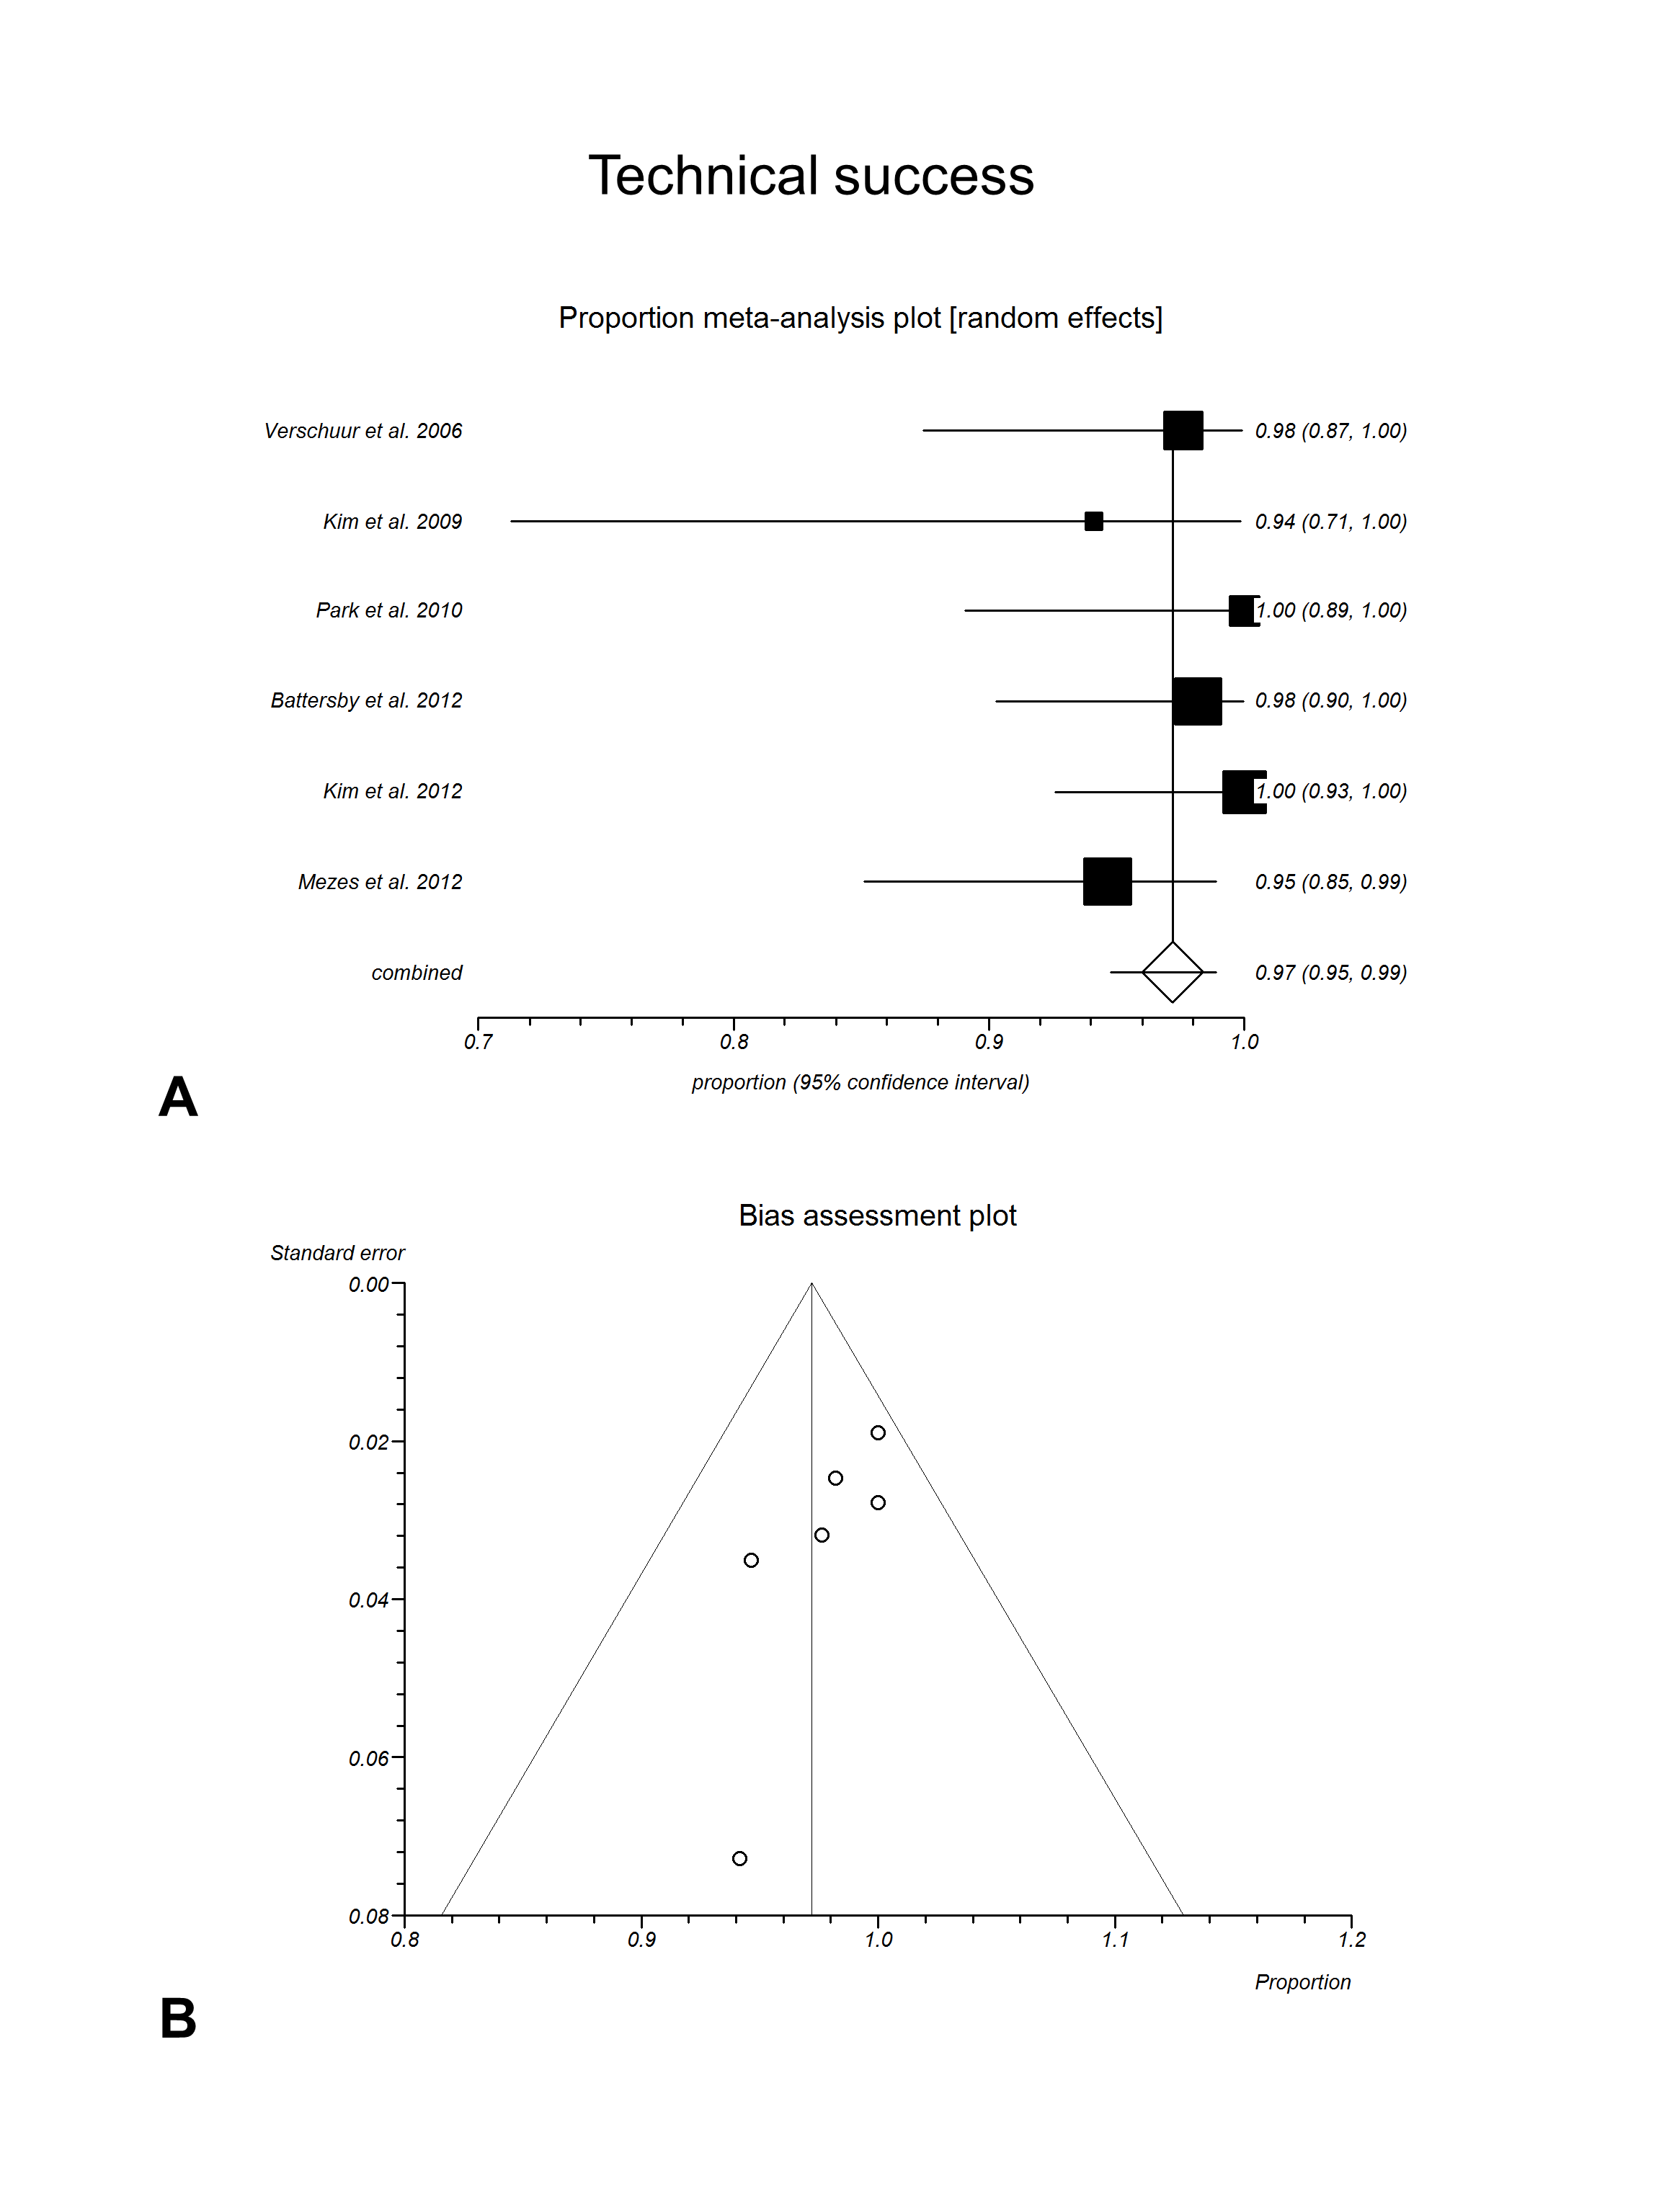 Technical success
Proportion meta-analysis plot [random effects]
Verschuur et al. 2006 0.98 (0.87, 1.00)
Kim et al. 2009 0.94 (0.71, 1.00)
Park et al. 2010 1.00 (0.89, 1.00)
Battersby et al. 2012 0.98 (0.90, 1.00)
Kim et al. 2012 1.00 (0.93, 1.00)
Mezes et al. 2012 0.95 (0.85, 0.99)
combined 0.97 (0.95, 0.99)
0.7 0.8 0.9 1.0
proportion (95% confidence interval)
A
Bias assessment plot
Standard error
0.00
0.02
0.04
0.06
0.08
0.8 0.9 1.0 1.1 1.2
Proportion
B